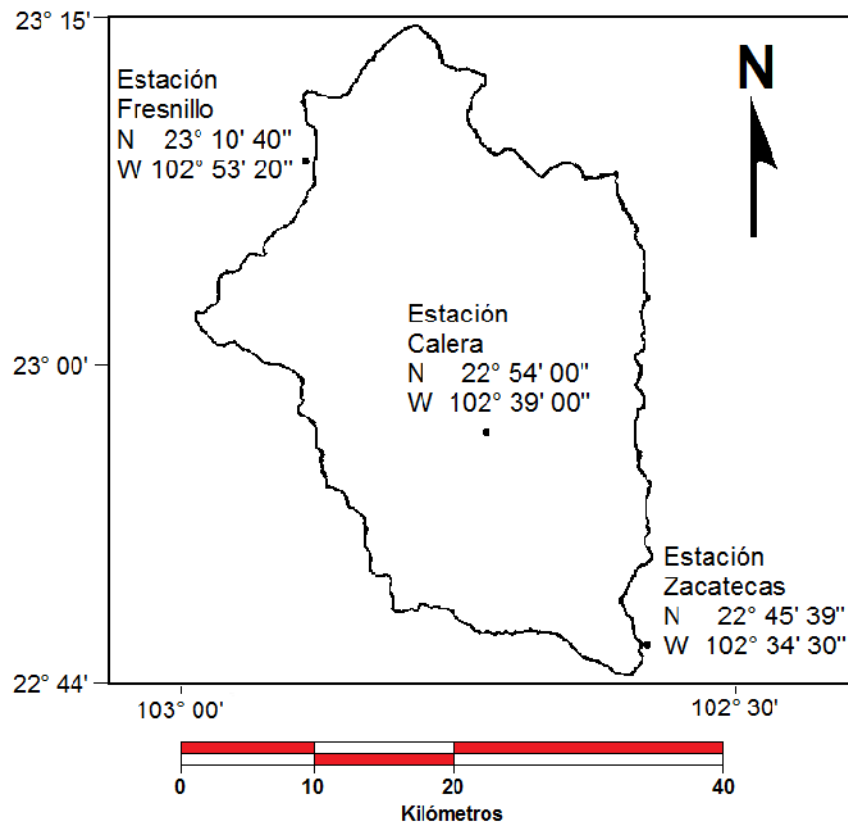 23° 15'
Estación
Fresnillo
N 23° 10' 40"
W 102° 53' 20"
N
Estación
Calera
N 22° 54' 00"
W 102° 39' 00"
23° 00'
Estación
Zacatecas
N 22° 45' 39"
W 102° 34' 30"
22° 44'
103° 00'
102° 30'
0 10 20 40
Kilómetros